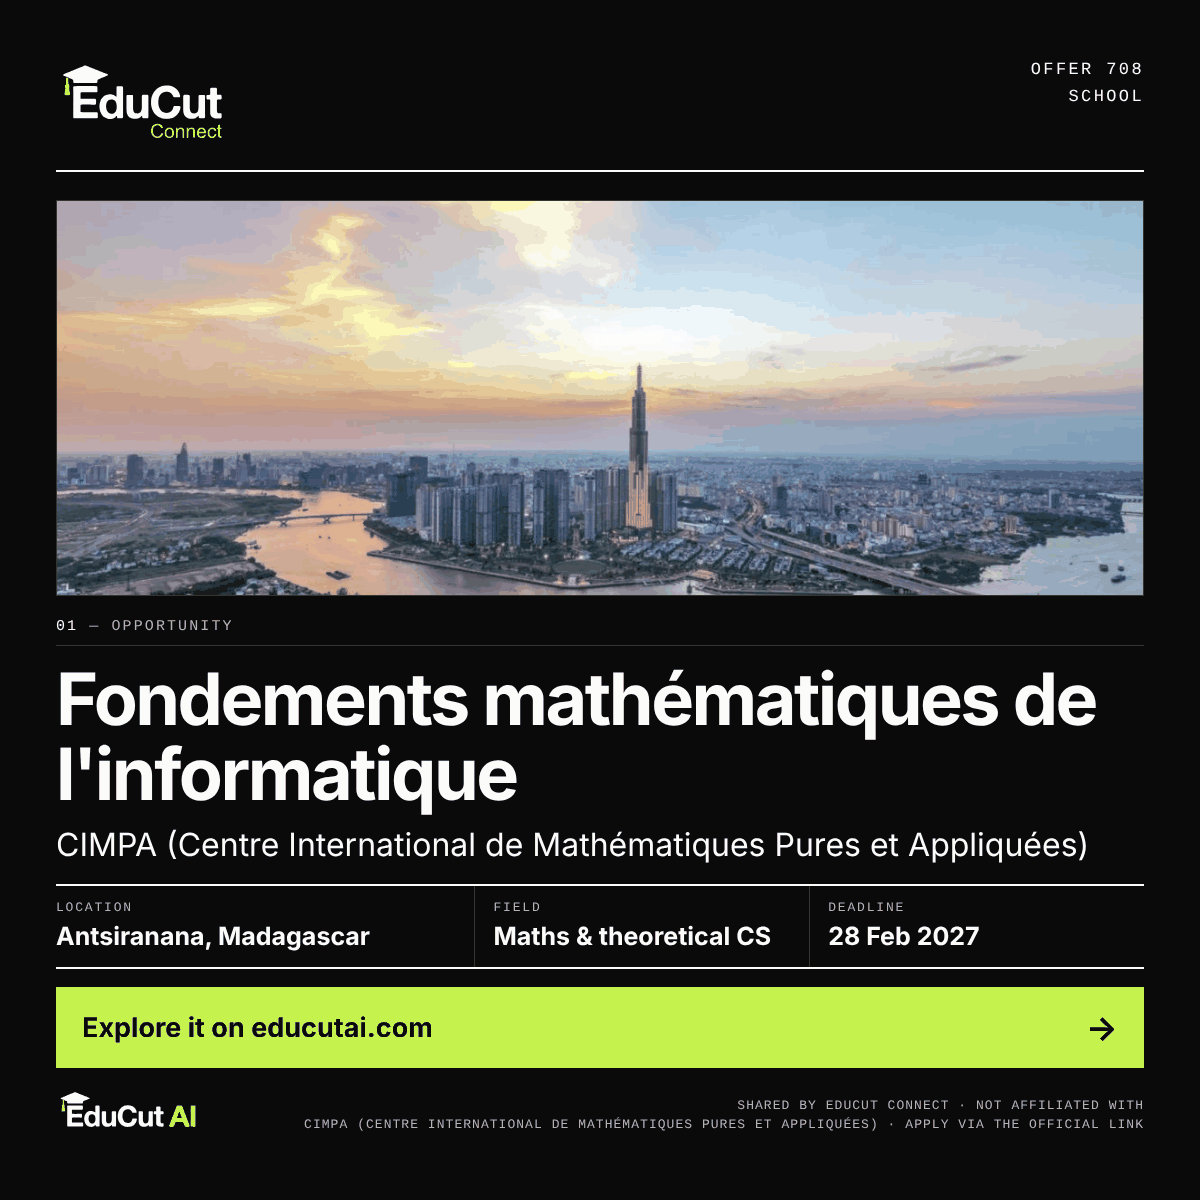 EduCut
Connect
OFFER 708
SCHOOL
01 — OPPORTUNITY
Fondements mathématiques de
l'informatique
CIMPA (Centre International de Mathématiques Pures et Appliquées)
LOCATION
Antsiranana, Madagascar
FIELD
Maths & theoretical CS
DEADLINE
28 Feb 2027
Explore it on educutai.com →
EduCut AI
SHARED BY EDUCUT CONNECT · NOT AFFILIATED WITH
CIMPA (CENTRE INTERNATIONAL DE MATHÉMATIQUES PURES ET APPLIQUÉES) · APPLY VIA THE OFFICIAL LINK